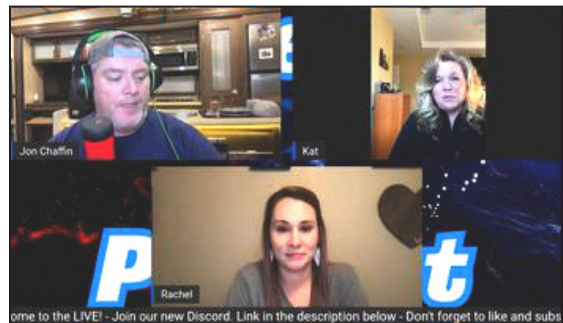 Jon Chaffin
Kat
P t
Rachel
ome to the LIVE! - Join our new Discord. Link in the description below - Don't forget to like and subs